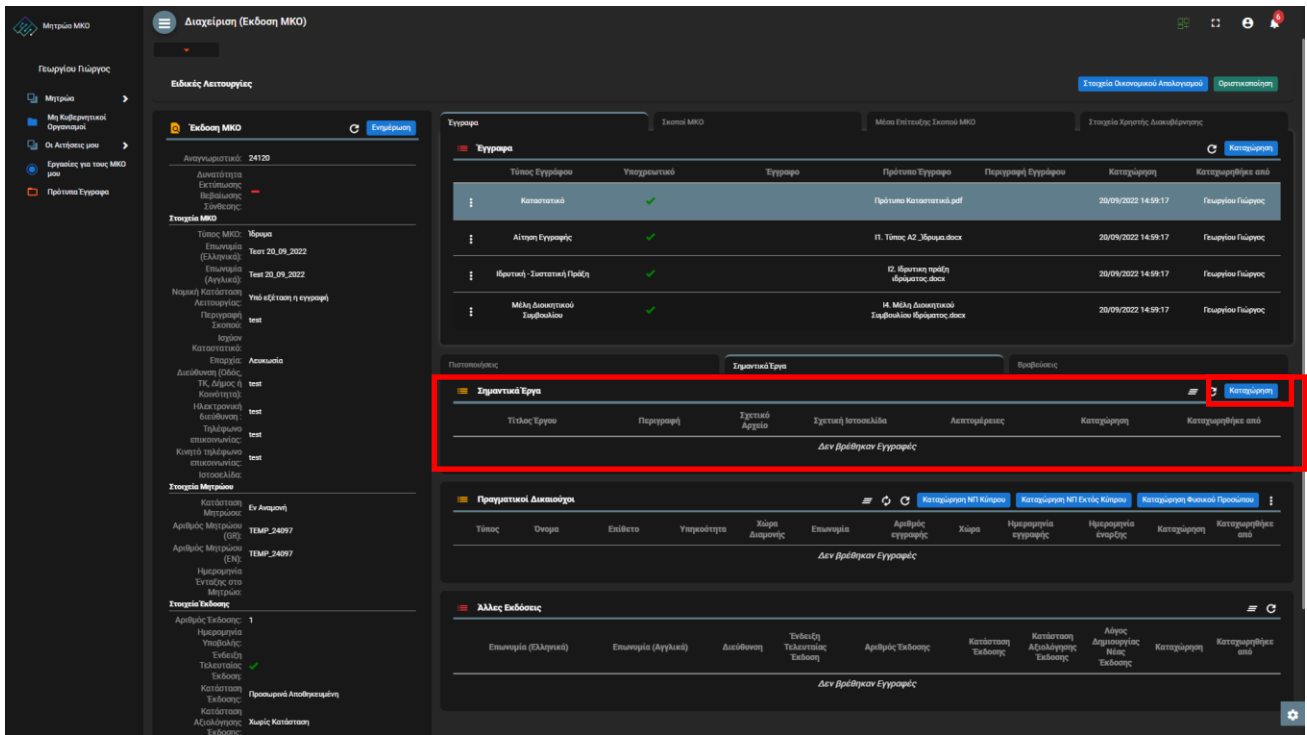 Μητρώο ΜΚΟ
Διαχείριση (Έκδοση ΜΚΟ)
6
Γεωργίου Γιώργος
Μητρώα
Μη Κυβερνητικοί
Οργανισμοί
Οι Αιτήσεις μου
Εργασίες για τους ΜΚΟ
μου
Πρότυπα Έγγραφα
Ειδικές Λειτουργίες
Στοιχεία Οικονομικού Απολογισμού
Οριστικοποίηση
Έκδοση ΜΚΟ
Ενημέρωση
Αναγνωριστικό: 24120
Δυνατότητα
Εκτύπωσης
Βεβαίωσης
Σύνθεσης:
Στοιχεία ΜΚΟ
Τύπος ΜΚΟ: Ίδρυμα
Επωνυμία
(Ελληνικά): Τεστ 20_09_2022
Επωνυμία
(Αγγλικά): Test 20_09_2022
Νομική Κατάσταση
Λειτουργίας: Υπό εξέταση η εγγραφή
Περιγραφή
Σκοπού: test
Ισχύον
Καταστατικό:
Επαρχία: Λευκωσία
Διεύθυνση (Οδός,
ΤΚ, Δήμος ή
Κοινότητα): test
Ηλεκτρονική
διεύθυνση : test
Τηλέφωνο
επικοινωνίας: test
Κινητό τηλέφωνο
επικοινωνίας: test
Ιστοσελίδα:
Στοιχεία Μητρώου
Κατάσταση
Μητρώου: Εν Αναμονή
Αριθμός Μητρώου
(GR): TEMP_24097
Αριθμός Μητρώου
(EN): TEMP_24097
Ημερομηνία
Ένταξης στο
Μητρώο:
Στοιχεία Έκδοσης
Αριθμός Έκδοσης: 1
Ημερομηνία
Υποβολής:
Ένδειξη
Τελευταίας
Έκδοση:
Κατάσταση
Έκδοσης: Προσωρινά Αποθηκευμένη
Κατάσταση
Αξιολόγησης
Έκδοσης: Χωρίς Κατάσταση
Έγγραφα
Σκοποί ΜΚΟ
Μέσα Επίτευξης Σκοπού ΜΚΟ
Στοιχεία Χρηστής Διακυβέρνησης
Έγγραφα
Καταχώρηση
Τύπος Εγγράφου Υποχρεωτικό Έγγραφο Πρότυπο Έγγραφο Περιγραφή Εγγράφου Καταχώρηση Καταχωρηθήκε από
Καταστατικό Πρότυπο Καταστατικό.pdf 20/09/2022 14:59:17 Γεωργίου Γιώργος
Αίτηση Εγγραφής Π1. Τύπος Α2 _Ίδρυμα.docx 20/09/2022 14:59:17 Γεωργίου Γιώργος
Ιδρυτική - Συστατική Πράξη Ι2. Ιδρυτικη πράξη
ιδρύματος.docx 20/09/2022 14:59:17 Γεωργίου Γιώργος
Μέλη Διοικητικού
Συμβουλίου Ι4. Μέλη Διοικητικού
Συμβουλίου Ιδρύματος.docx 20/09/2022 14:59:17 Γεωργίου Γιώργος
Πιστοποιήσεις
Σημαντικά Έργα
Βραβεύσεις
Σημαντικά Έργα
Καταχώρηση
Τίτλος Έργου Περιγραφή Σχετικό
Αρχείο Σχετική Ιστοσελίδα Λεπτομέρειες Καταχώρηση Καταχωρηθήκε από
Δεν βρέθηκαν Εγγραφές
Πραγματικοί Δικαιούχοι
Καταχώρηση ΝΠ Κύπρου
Καταχώρηση ΝΠ Εκτός Κύπρου
Καταχώρηση Φυσικού Προσώπου
Τύπος Όνομα Επίθετο Υπηκοότητα Χώρα
Διαμονής Επωνυμία Αριθμός
εγγραφής Χώρα Ημερομηνία
εγγραφής Ημερομηνία
έναρξης Καταχώρηση Καταχωρηθήκε
από
Δεν βρέθηκαν Εγγραφές
Άλλες Εκδόσεις
Επωνυμία (Ελληνικά) Επωνυμία (Αγγλικά) Διεύθυνση Ένδειξη
Τελευταίας
Έκδοση Αριθμός Έκδοσης Κατάσταση
Έκδοσης Κατάσταση
Αξιολόγησης
Έκδοσης Λόγος
Δημιουργίας
Νέας
Έκδοσης Καταχώρηση Καταχωρηθήκε
από
Δεν βρέθηκαν Εγγραφές